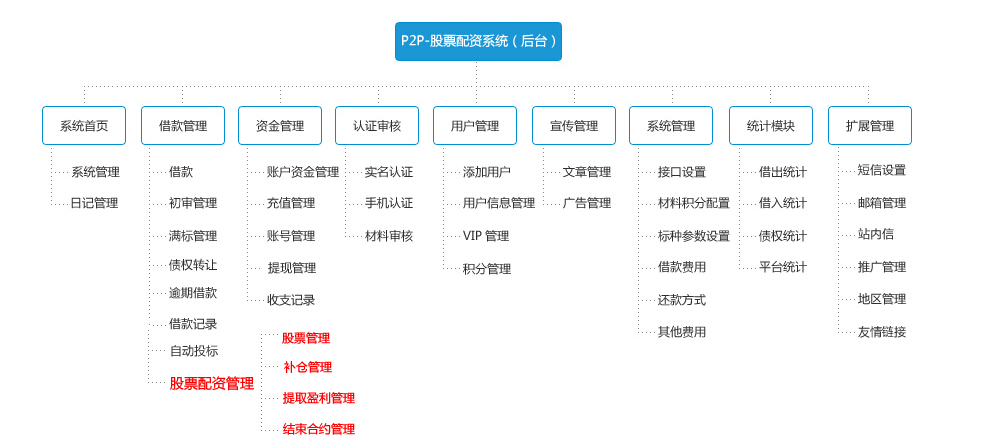 P2P-股票配资系统（后台）
系统首页
系统管理
日记管理
借款管理
借款
初审管理
满标管理
债权转让
逾期借款
借款记录
自动投标
股票配资管理
股票管理
补仓管理
提取盈利管理
结束合约管理
资金管理
账户资金管理
充值管理
账号管理
提现管理
收支记录
认证审核
实名认证
手机认证
材料审核
用户管理
添加用户
用户信息管理
VIP 管理
积分管理
宣传管理
文章管理
广告管理
系统管理
接口设置
材料积分配置
标种参数设置
借款费用
还款方式
其他费用
统计模块
借出统计
借入统计
债权统计
平台统计
扩展管理
短信设置
邮箱管理
站内信
推广管理
地区管理
友情链接